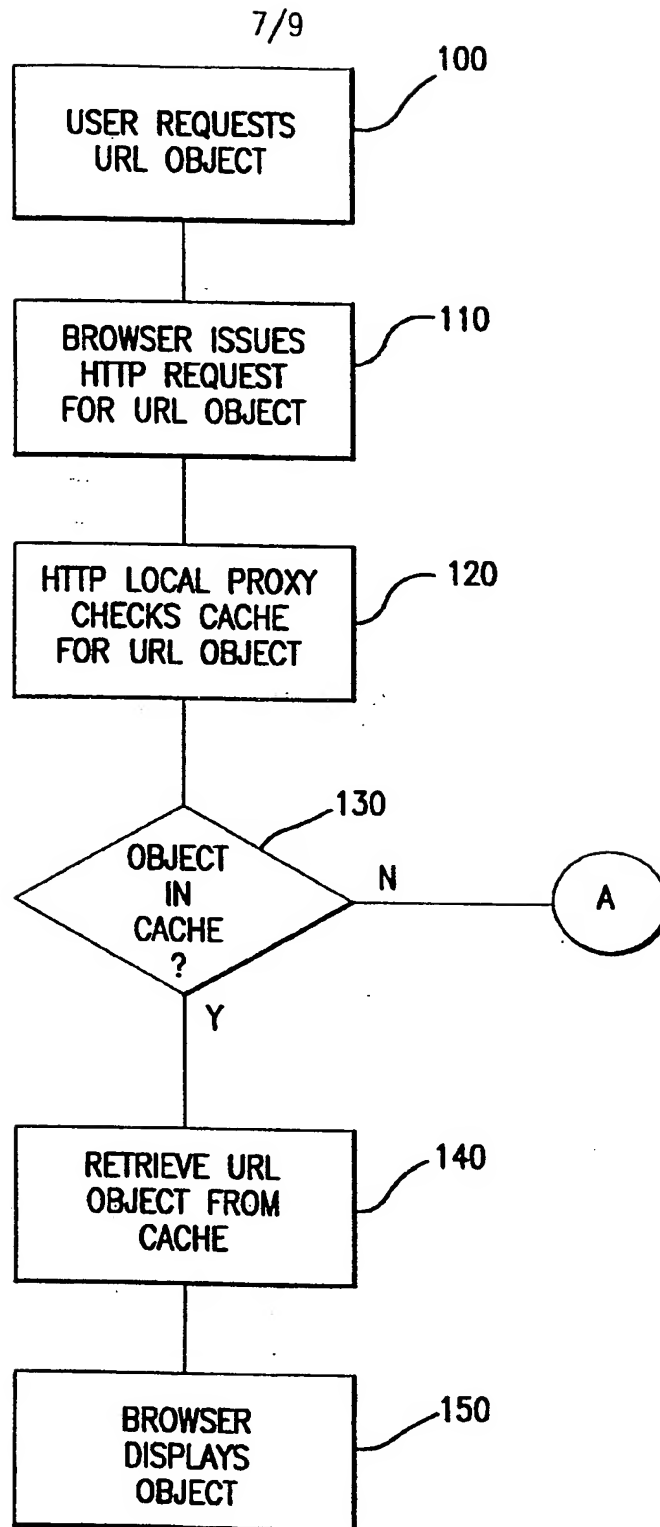 7/9
100
USER REQUESTS
URL OBJECT
110
BROWSER ISSUES
HTTP REQUEST
FOR URL OBJECT
120
HTTP LOCAL PROXY
CHECKS CACHE
FOR URL OBJECT
130
OBJECT
IN
CACHE
?
N
A
Y
140
RETRIEVE URL
OBJECT FROM
CACHE
150
BROWSER
DISPLAYS
OBJECT